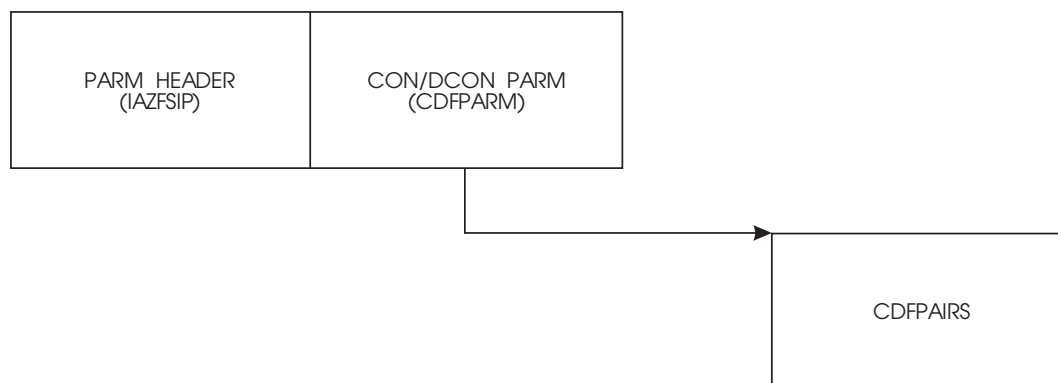 PARM HEADER
(IAZFSIP)
CON/DCON PARM
(CDFPARM)
CDFPAIRS